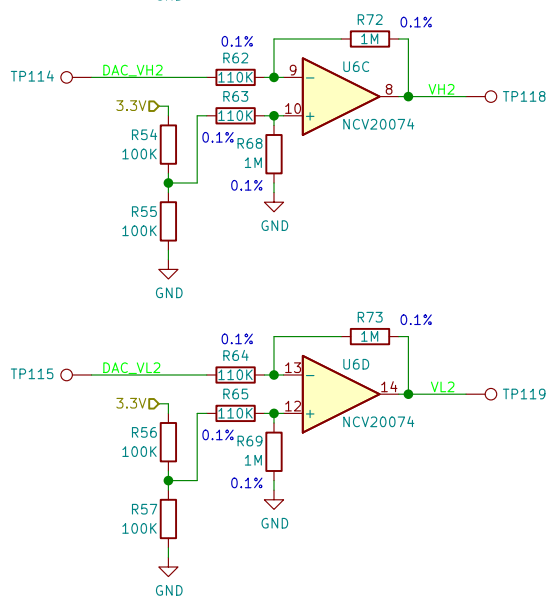 GND
R72
0.1%
1M
0.1%
R62
U6C
TP114
DAC_VH2
9
110K
8
VH2
TP118
R63
3.3V
110K
10
NCV20074
R54
100K
0.1%
R68
1M
0.1%
R55
100K
GND
GND
R73
0.1%
1M
0.1%
R64
U6D
TP115
DAC_VL2
13
110K
14
VL2
TP119
R65
3.3V
110K
12
NCV20074
R56
100K
0.1%
R69
1M
0.1%
R57
100K
GND
GND